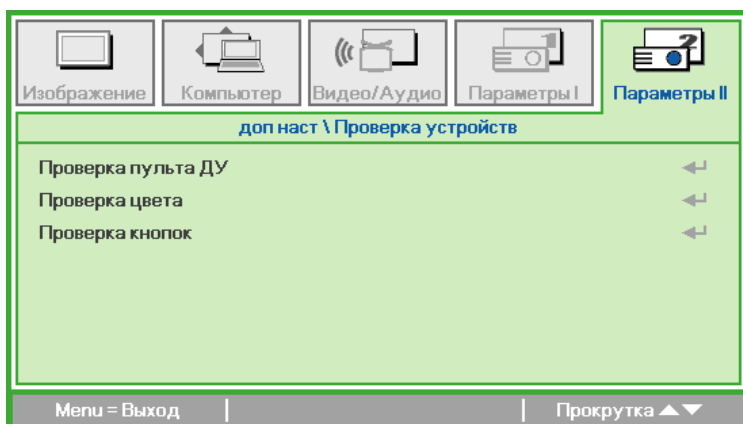 Изображение
Компьютер
Видео/Аудио
Параметры I
Параметры II
доп наст \ Проверка устройств
Проверка пульта ДУ
Проверка цвета
Проверка кнопок
Menu = Выход
Прокрутка ▲▼